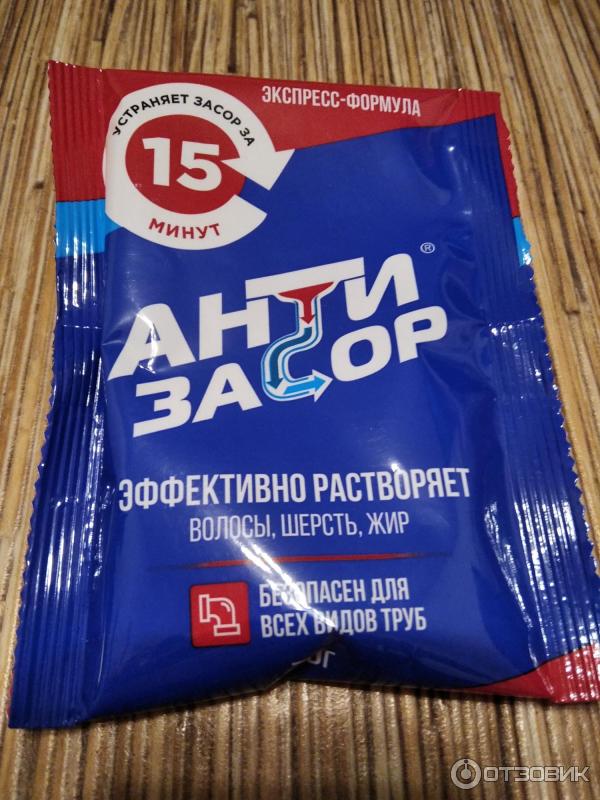 ЭКСПРЕСС-ФОРМУЛА
УСТРАНЯЕТ ЗАСОР ЗА
15
МИНУТ
АНТИ®
ЗАСОР
ЭФФЕКТИВНО РАСТВОРЯЕТ
ВОЛОСЫ, ШЕРСТЬ, ЖИР
БЕЗОПАСЕН ДЛЯ
ВСЕХ ВИДОВ ТРУБ
ОТЗОВИК